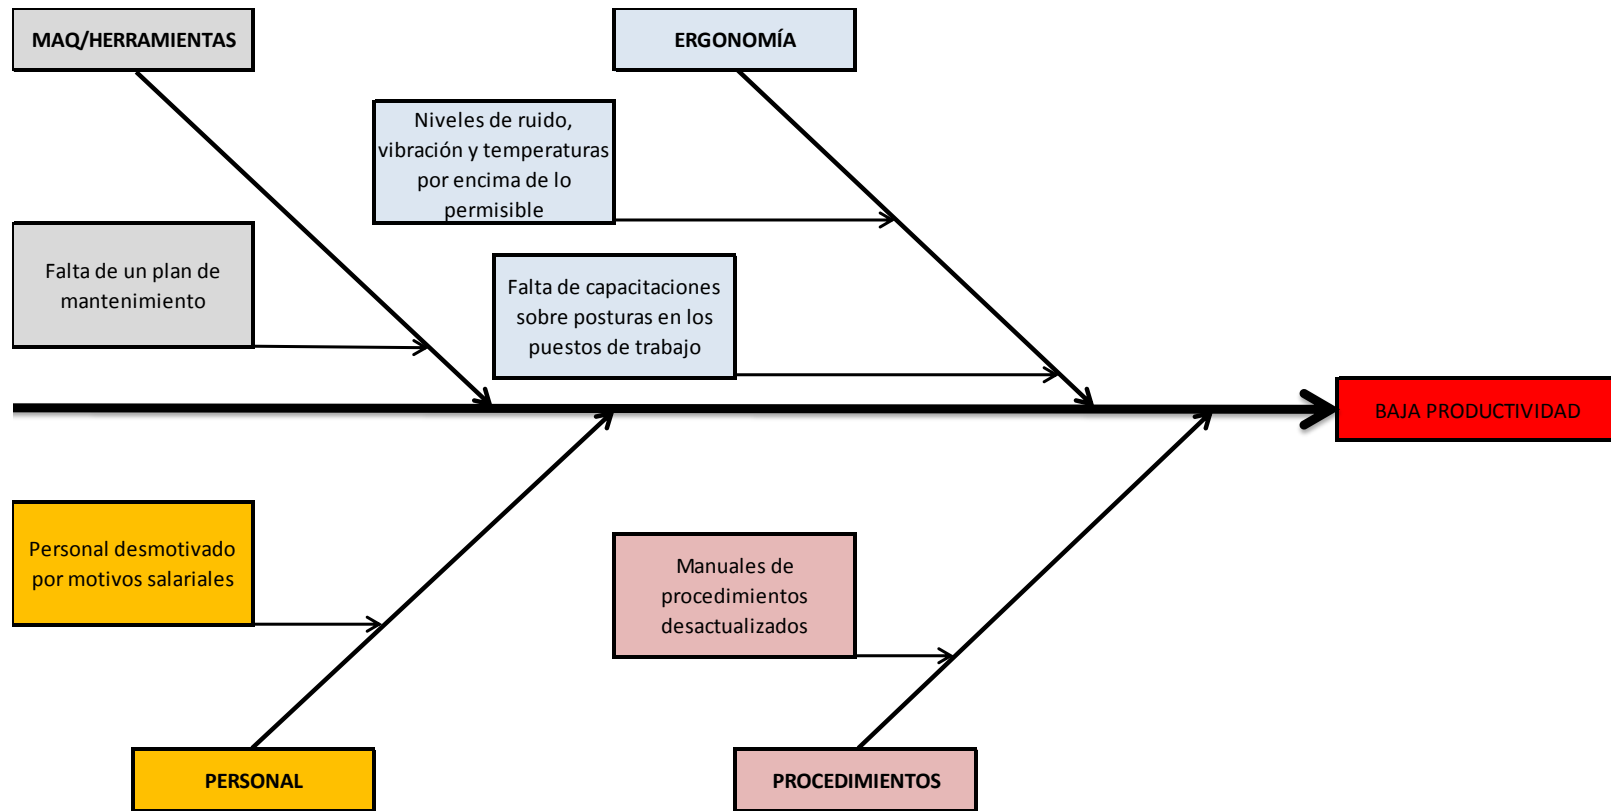 MAQ/HERRAMIENTAS
ERGONOMÍA
Niveles de ruido,
vibración y temperaturas
por encima de lo
permisible
Falta de un plan de
mantenimiento
Falta de capacitaciones
sobre posturas en los
puestos de trabajo
BAJA PRODUCTIVIDAD
Personal desmotivado
por motivos salariales
Manuales de
procedimientos
desactualizados
PERSONAL
PROCEDIMIENTOS